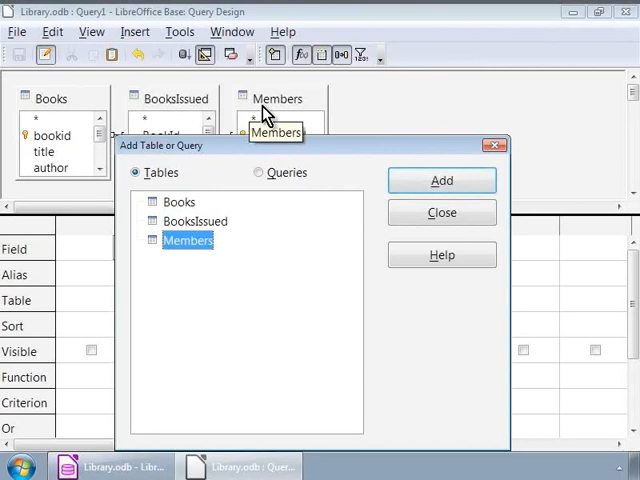 Library.odb : Query1 - LibreOffice Base: Query Design
File Edit View Insert Tools Window Help
Books BooksIssued Members
* * *
bookid
title
author
Members
Add Table or Query
Tables Queries
Books
BooksIssued
Members
Add
Close
Help
Field
Alias
Table
Sort
Visible
Function
Criterion
Or
Library.odb - Libr... Library.odb : Query...